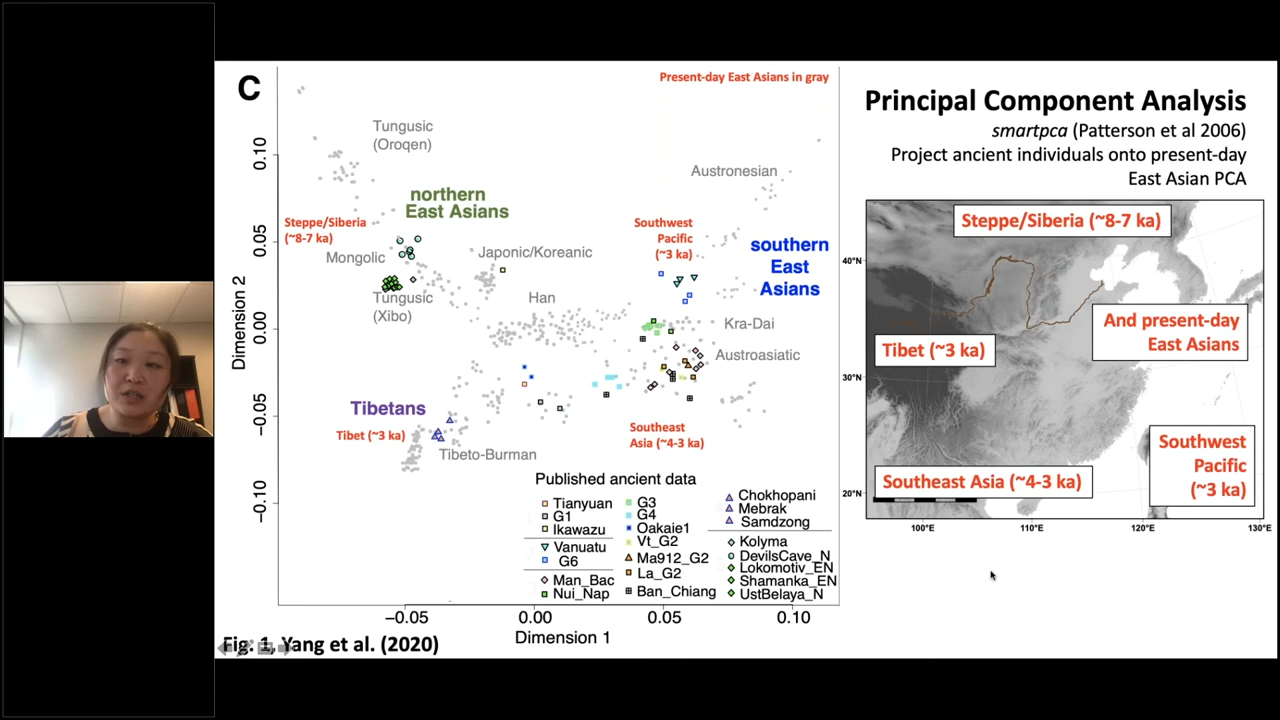 C
Present-day East Asians in gray
Tungusic
(Oroqen)
Austronesian
northern
East Asians
Steppe/Siberia
(~8-7 ka)
Southwest
Pacific
(~3 ka)
southern
East
Asians
Mongolic
Japonic/Koreanic
Tungusic
(Xibo)
Han
Kra-Dai
Austroasiatic
Tibetans
Tibet (~3 ka)
Tibeto-Burman
Southeast
Asia (~4-3 ka)
Published ancient data
Tianyuan
G1
Ikawazu
Vanuatu
G6
Man_Bac
Nui_Nap
G3
G4
Oakaie1
Vt_G2
Ma912_G2
La_G2
Ban_Chiang
Chokhopani
Mebrak
Samdzong
Kolyma
DevilsCave_N
Lokomotiv_EN
Shamanka_EN
UstBelaya_N
Dimension 2
0.10
0.05
0.00
−0.05
−0.10
−0.05
0.00
0.05
0.10
Dimension 1
Fig. 1, Yang et al. (2020)
Principal Component Analysis
smartpca (Patterson et al 2006)
Project ancient individuals onto present-day
East Asian PCA
Steppe/Siberia (~8-7 ka)
And present-day
East Asians
Tibet (~3 ka)
Southwest
Pacific
(~3 ka)
Southeast Asia (~4-3 ka)
40°N
30°N
20°N
100°E
110°E
120°E
130°E